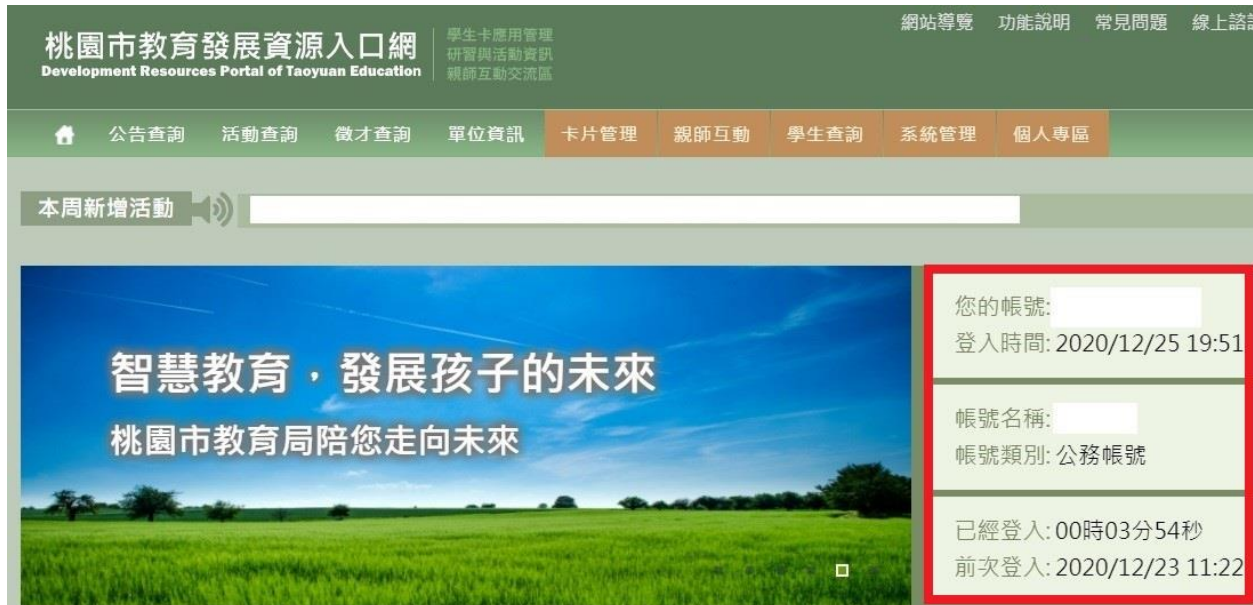 網站導覽 功能說明 常見問題 線上諮
桃園市教育發展資源入口網
Development Resources Portal of Taoyuan Education
學生卡應用管理
研習與活動資訊
親師互動交流區
公告查詢 活動查詢 徵才查詢 單位資訊 卡片管理 親師互動 學生查詢 系統管理 個人專區
本周新增活動
智慧教育，發展孩子的未來
桃園市教育局陪您走向未來
您的帳號:
登入時間: 2020/12/25 19:51
帳號名稱:
帳號類別: 公務帳號
已經登入: 00時03分54秒
前次登入: 2020/12/23 11:22